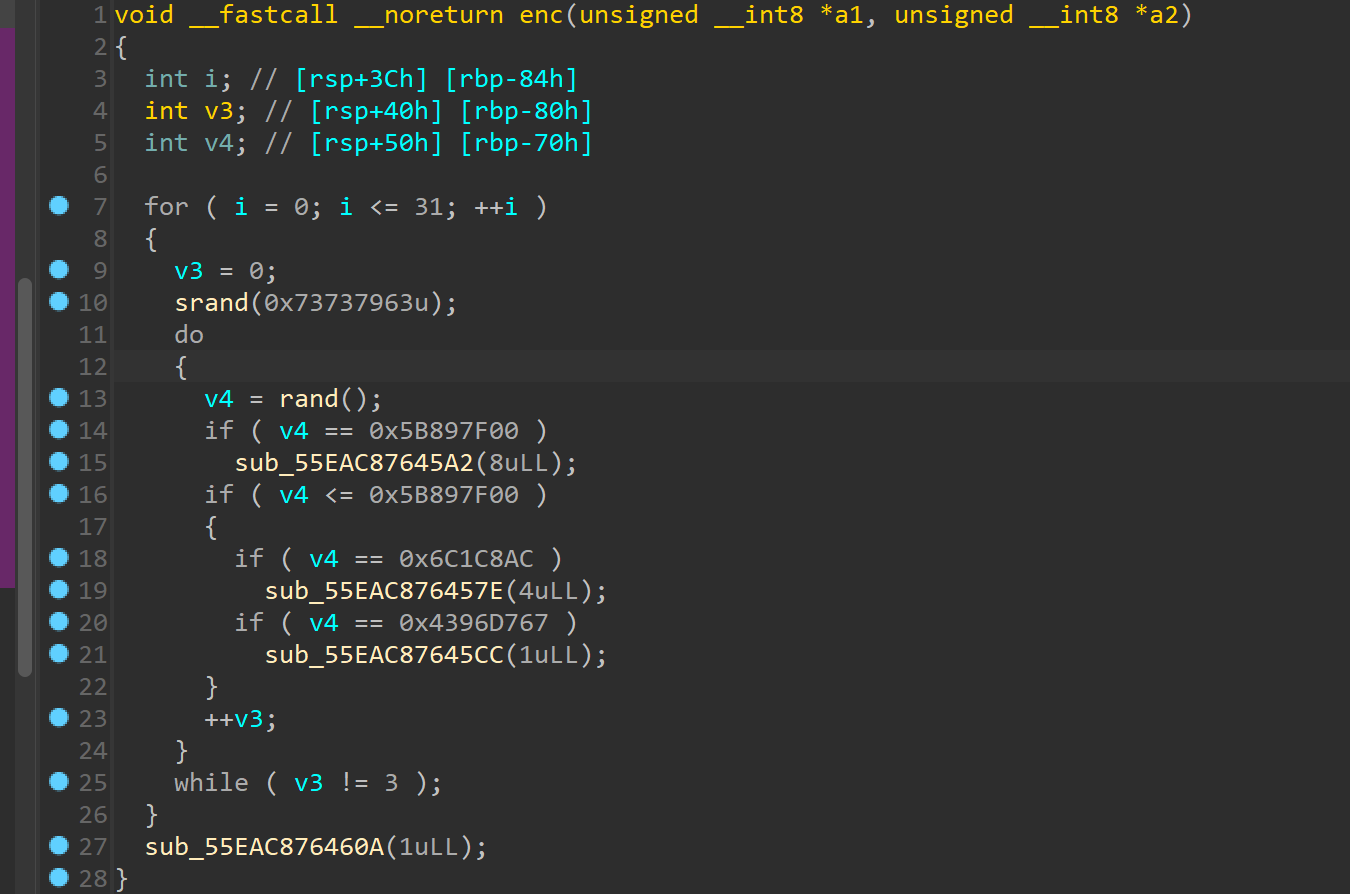 1 void __fastcall __noreturn enc(unsigned __int8 *a1, unsigned __int8 *a2)
2 {
3   int i; // [rsp+3Ch] [rbp-84h]
4   int v3; // [rsp+40h] [rbp-80h]
5   int v4; // [rsp+50h] [rbp-70h]
6
7   for ( i = 0; i <= 31; ++i )
8   {
9     v3 = 0;
10     srand(0x73737963u);
11     do
12     {
13       v4 = rand();
14       if ( v4 == 0x5B897F00 )
15         sub_55EAC87645A2(8uLL);
16       if ( v4 <= 0x5B897F00 )
17       {
18         if ( v4 == 0x6C1C8AC )
19           sub_55EAC876457E(4uLL);
20         if ( v4 == 0x4396D767 )
21           sub_55EAC87645CC(1uLL);
22       }
23       ++v3;
24     }
25     while ( v3 != 3 );
26   }
27   sub_55EAC876460A(1uLL);
28 }